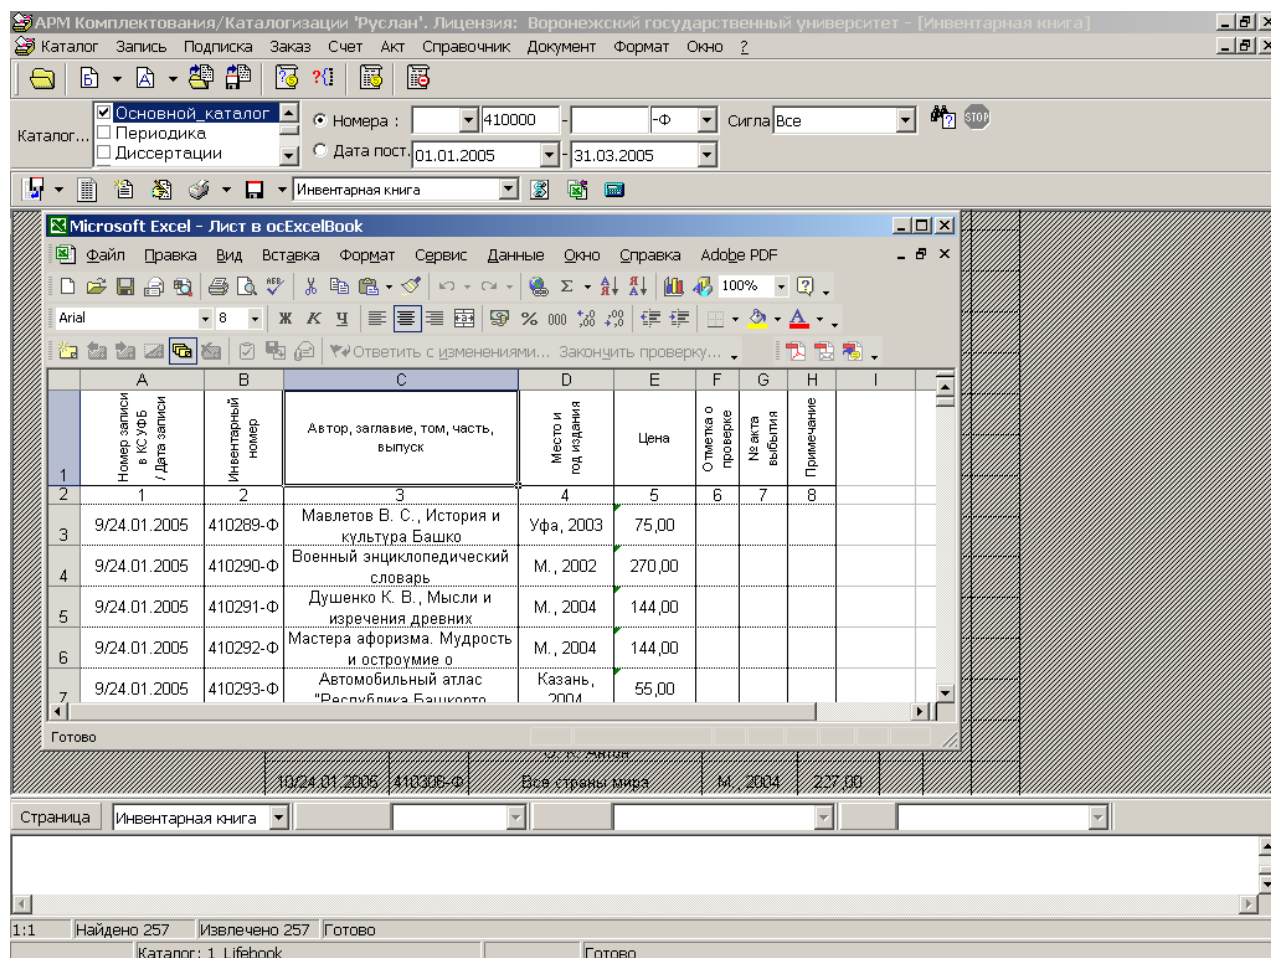 АРМ Комплектования/Каталогизации 'Руслан'. Лицензия: Воронежский государственный университет - [Инвентарная книга]
Каталог Запись Подписка Заказ Счет Акт Справочник Документ Формат Окно ?
Каталог...
Основной_каталог
Периодика
Диссертации
Номера : 410000 - -Ф Сигла Все STOP
Дата пост. 01.01.2005 - 31.03.2005
Инвентарная книга
Microsoft Excel - Лист в ocExcelBook
Файл Правка Вид Вставка Формат Сервис Данные Окно Справка Adobe PDF
100%
Arial 8 Ж К Ч % 000
Ответить с изменениями... Закончить проверку...
A B C D E F G H I
1 Номер записи в КС УФБ / Дата записи Инвентарный номер Автор, заглавие, том, часть, выпуск Место и год издания Цена Отметка о проверке № акта выбытия Примечание
2 1 2 3 4 5 6 7 8
3 9/24.01.2005 410289-Ф Мавлетов В. С., История и культура Башко Уфа, 2003 75,00
4 9/24.01.2005 410290-Ф Военный энциклопедический словарь М., 2002 270,00
5 9/24.01.2005 410291-Ф Душенко К. В., Мысли и изречения древних М., 2004 144,00
6 9/24.01.2005 410292-Ф Мастера афоризма. Мудрость и остроумие о М., 2004 144,00
7 9/24.01.2005 410293-Ф Автомобильный атлас "Республика Башкорто Казань, 2004 55,00
Готово
10/24.01.2005 410306-Ф Все страны мира М., 2004 227,00
Страница Инвентарная книга
1:1 Найдено 257 Извлечено 257 Готово
Каталог: 1 Lifebook Готово